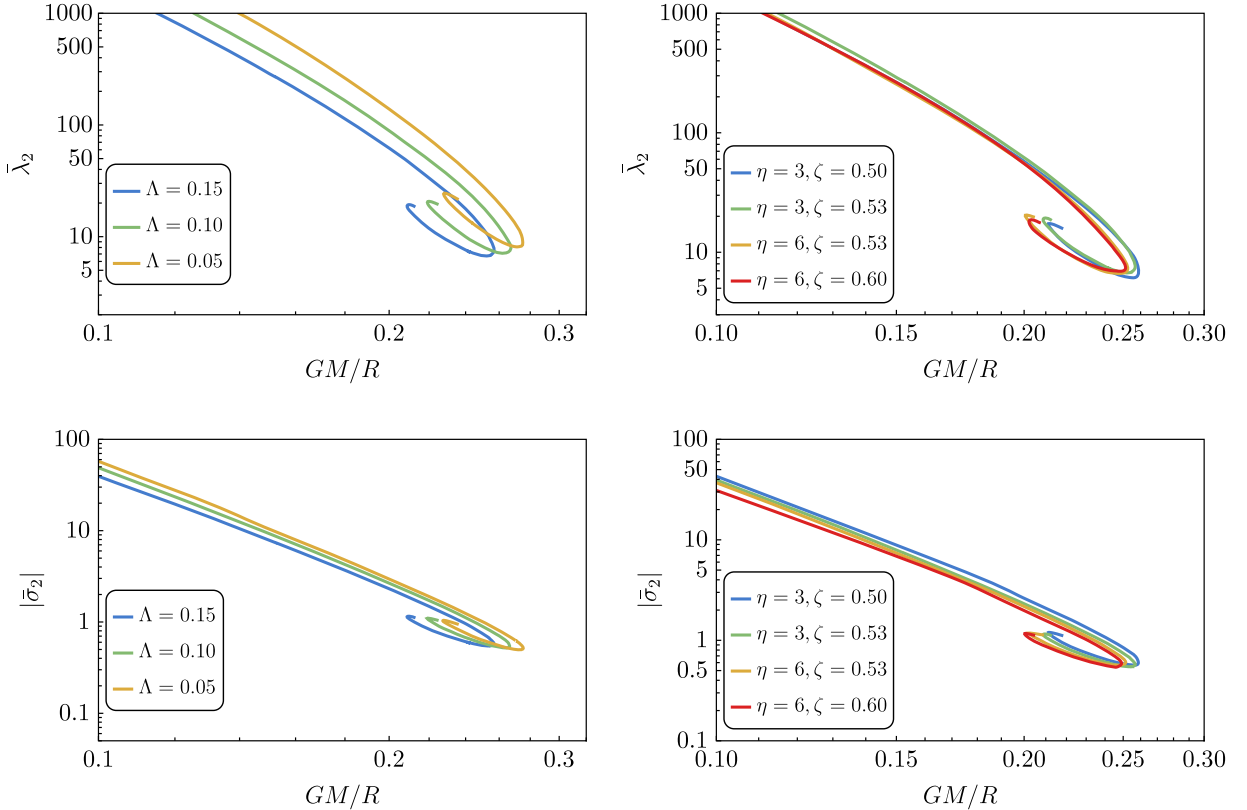 1000
500
100
50
10
5
λ̄₂
Λ = 0.15
Λ = 0.10
Λ = 0.05
0.1
0.2
0.3
GM/R
1000
500
100
50
10
5
λ̄₂
η = 3, ζ = 0.50
η = 3, ζ = 0.53
η = 6, ζ = 0.53
η = 6, ζ = 0.60
0.10
0.15
0.20
0.25
0.30
GM/R
100
10
1
0.1
|σ̄₂|
Λ = 0.15
Λ = 0.10
Λ = 0.05
0.1
0.2
0.3
GM/R
100
50
10
5
1
0.5
0.1
|σ̄₂|
η = 3, ζ = 0.50
η = 3, ζ = 0.53
η = 6, ζ = 0.53
η = 6, ζ = 0.60
0.10
0.15
0.20
0.25
0.30
GM/R